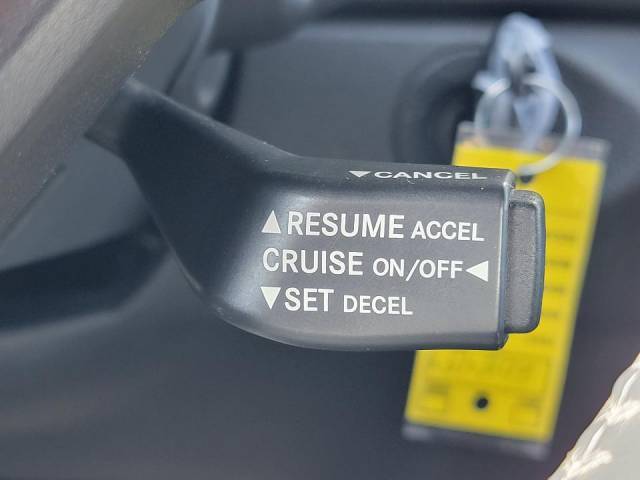 ▼CANCEL
▲RESUME ACCEL
CRUISE ON/OFF◀
▼SET DECEL